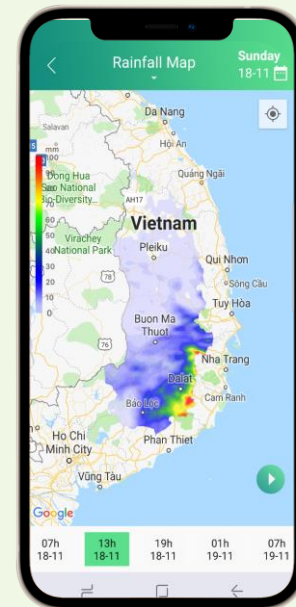 Rainfall Map
Sunday
18-11
Da Nang
Salavan
Hội An
mm
100
Dong Hua
Sao National
Bio-Diversity...
AH17
Quảng Ngãi
Vietnam
Virachey
National Park
Pleiku
60
50
40
30
20
10
0
78
Qui Nhơn
Sông Cầu
Tuy Hòa
76
Buon Ma
Thuot
Nha Trang
Dalat
Bảo Lộc
Cam Ranh
Ho Chi
Minh City
Phan Thiet
Vũng Tàu
Google
07h
18-11
13h
18-11
19h
18-11
01h
19-11
07h
19-11